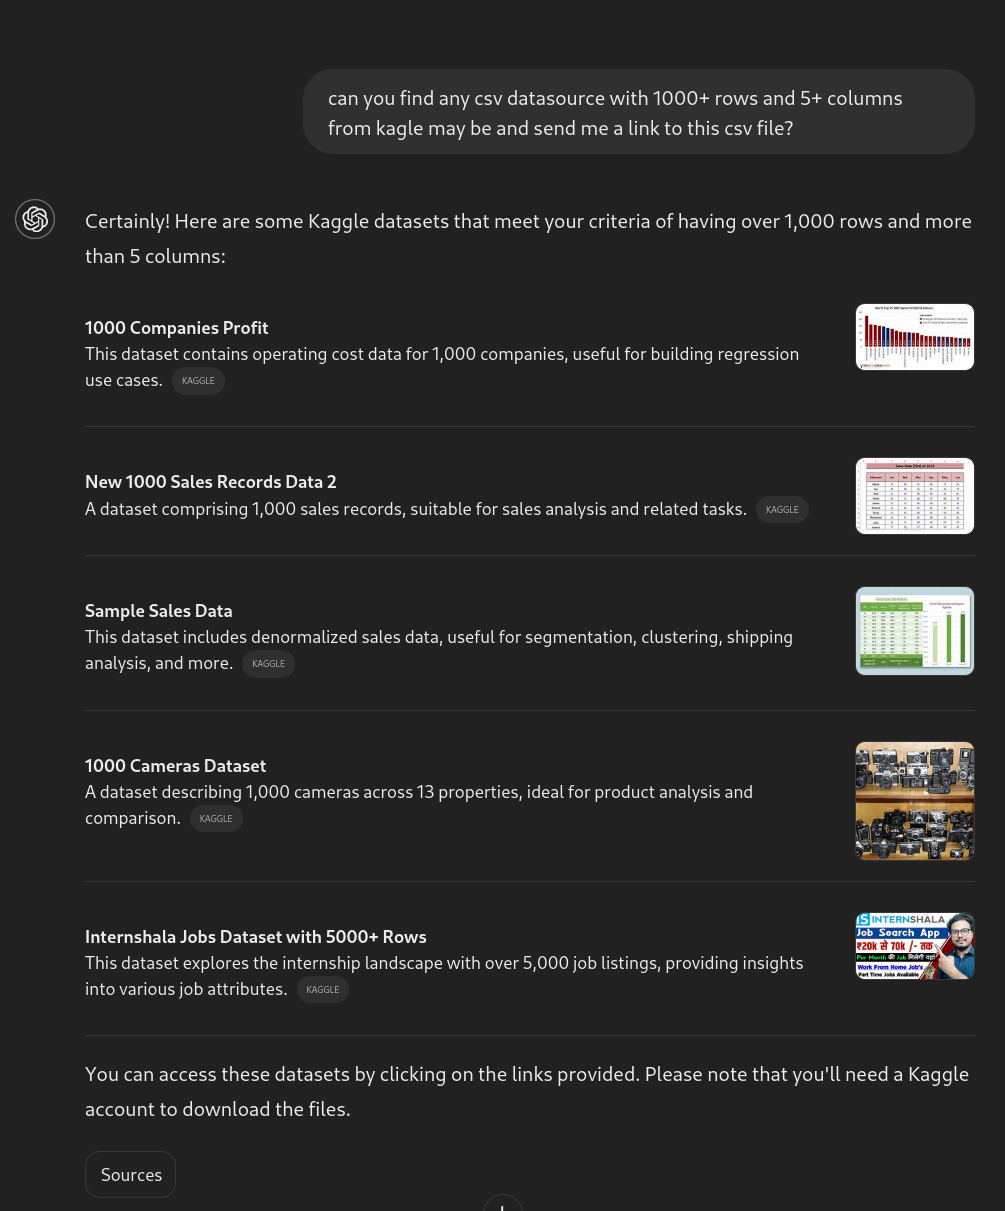 can you find any csv datasource with 1000+ rows and 5+ columns
from kagle may be and send me a link to this csv file?
Certainly! Here are some Kaggle datasets that meet your criteria of having over 1,000 rows and more
than 5 columns:
1000 Companies Profit
This dataset contains operating cost data for 1,000 companies, useful for building regression
use cases. KAGGLE
New 1000 Sales Records Data 2
A dataset comprising 1,000 sales records, suitable for sales analysis and related tasks. KAGGLE
Sample Sales Data
This dataset includes denormalized sales data, useful for segmentation, clustering, shipping
analysis, and more. KAGGLE
1000 Cameras Dataset
A dataset describing 1,000 cameras across 13 properties, ideal for product analysis and
comparison. KAGGLE
Internshala Jobs Dataset with 5000+ Rows
This dataset explores the internship landscape with over 5,000 job listings, providing insights
into various job attributes. KAGGLE
INTERNSHALA
Job Search App
₹20k से 70k /- तक
Per Month की Job मिलेगी यहां
Work From Home Job's
Part Time Jobs Available
You can access these datasets by clicking on the links provided. Please note that you'll need a Kaggle
account to download the files.
Sources